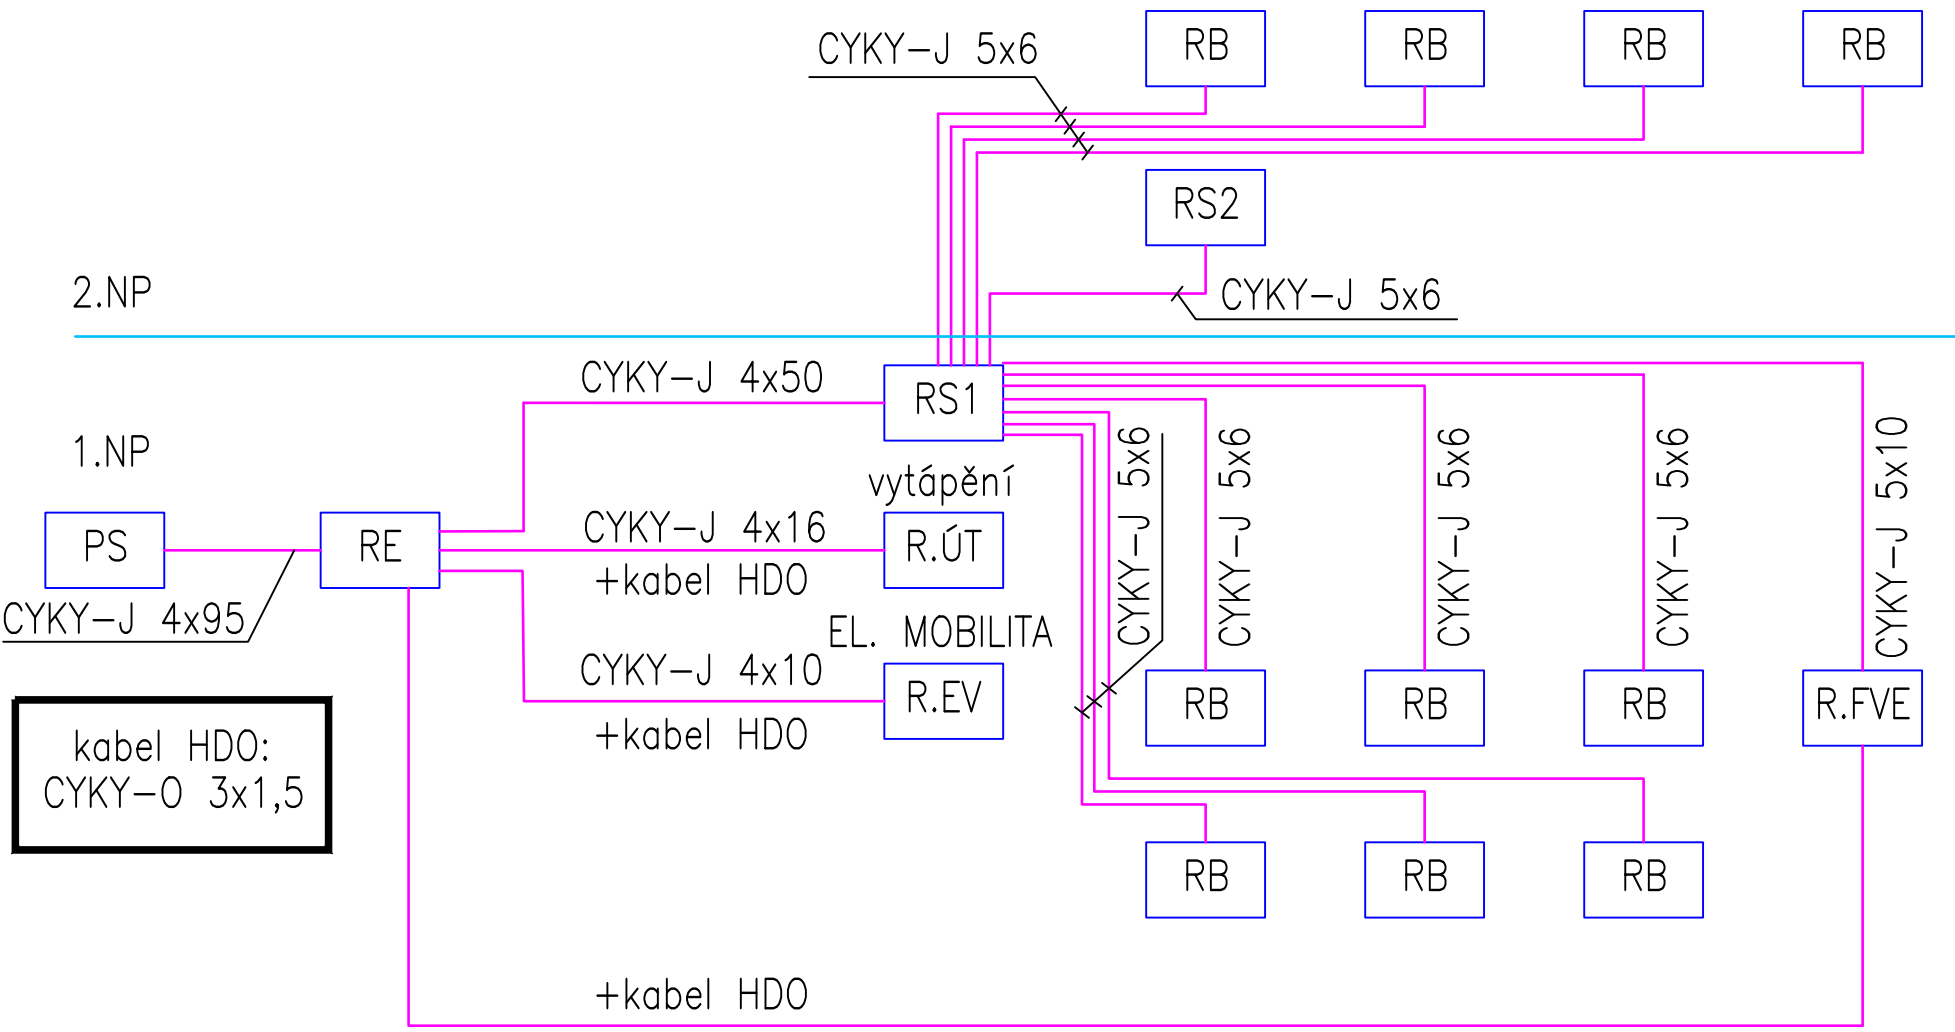 CYKY-J 5x6
RB
RB
RB
RB
RS2
2.NP
CYKY-J 5x6
CYKY-J 4x50
RS1
1.NP
vytápění
PS
RE
CYKY-J 4x16
+kabel HDO
R.ÚT
CYKY-J 4x95
EL. MOBILITA
CYKY-J 4x10
+kabel HDO
R.EV
CYKY-J 5x6
CYKY-J 5x6
CYKY-J 5x6
CYKY-J 5x6
CYKY-J 5x10
RB
RB
RB
R.FVE
kabel HDO:
CYKY-O 3x1,5
RB
RB
RB
+kabel HDO